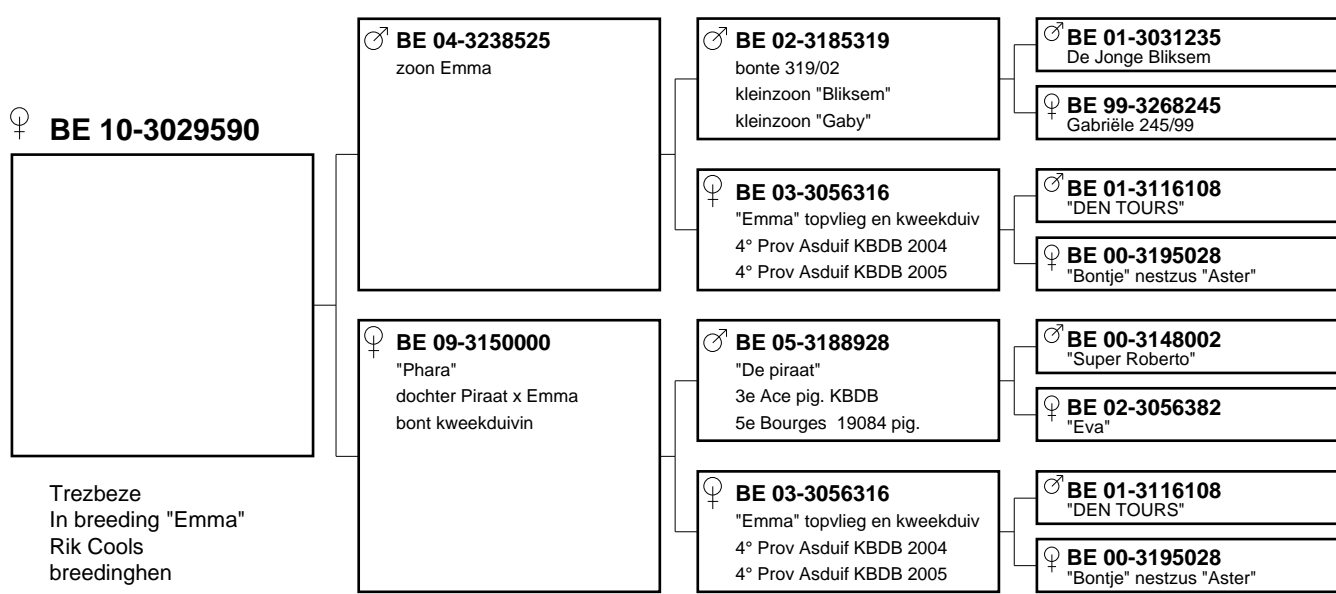 BE 10-3029590
Trezbeze
In breeding "Emma"
Rik Cools
breedinghen
BE 04-3238525
zoon Emma
BE 09-3150000
"Phara"
dochter Piraat x Emma
bont kweekduivin
BE 02-3185319
bonte 319/02
kleinzoon "Bliksem"
kleinzoon "Gaby"
BE 03-3056316
"Emma" topvlieg en kweekduiv
4° Prov Asduif KBDB 2004
4° Prov Asduif KBDB 2005
BE 05-3188928
"De piraat"
3e Ace pig. KBDB
5e Bourges 19084 pig.
BE 03-3056316
"Emma" topvlieg en kweekduiv
4° Prov Asduif KBDB 2004
4° Prov Asduif KBDB 2005
BE 01-3031235
De Jonge Bliksem
BE 99-3268245
Gabriële 245/99
BE 01-3116108
"DEN TOURS"
BE 00-3195028
"Bontje" nestzus "Aster"
BE 00-3148002
"Super Roberto"
BE 02-3056382
"Eva"
BE 01-3116108
"DEN TOURS"
BE 00-3195028
"Bontje" nestzus "Aster"